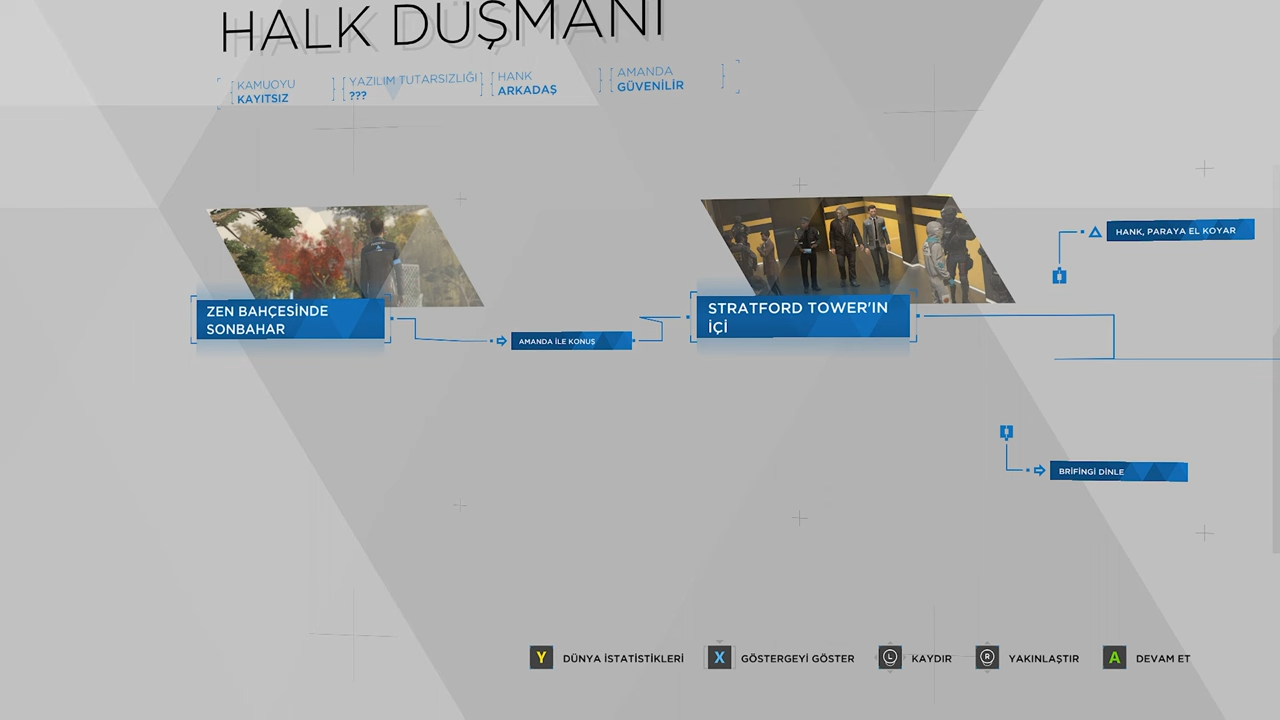 HALK DÜŞMANI
KAMUOYU
KAYITSIZ
YAZILIM TUTARSIZLIĞI
???
HANK
ARKADAŞ
AMANDA
GÜVENİLİR
HANK, PARAYA EL KOYAR
ZEN BAHÇESİNDE
SONBAHAR
AMANDA İLE KONUŞ
STRATFORD TOWER'IN
İÇİ
BRİFİNGİ DİNLE
Y DÜNYA İSTATİSTİKLERİ X GÖSTERGEYİ GÖSTER L KAYDIR R YAKINLAŞTIR A DEVAM ET